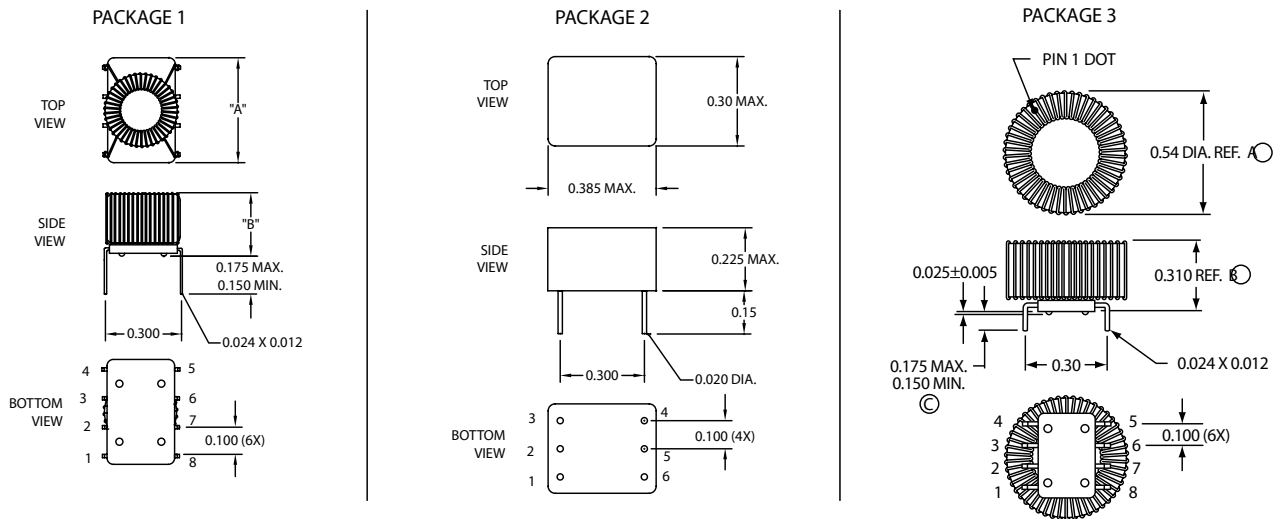 PACKAGE 1
TOP
VIEW
"A"
SIDE
VIEW
"B"
0.175 MAX.
0.150 MIN.
0.300
0.024 X 0.012
BOTTOM
VIEW
4
5
3
6
2
7
0.100 (6X)
1
8
PACKAGE 2
TOP
VIEW
0.30 MAX.
0.385 MAX.
SIDE
VIEW
0.225 MAX.
0.15
0.300
0.020 DIA.
BOTTOM
VIEW
3
4
0.100 (4X)
2
5
1
6
PACKAGE 3
PIN 1 DOT
0.54 DIA. REF. A
0.025±0.005
0.310 REF. B
0.175 MAX.
0.150 MIN.
C
0.30
0.024 X 0.012
4
5
0.100 (6X)
3
6
2
7
1
8